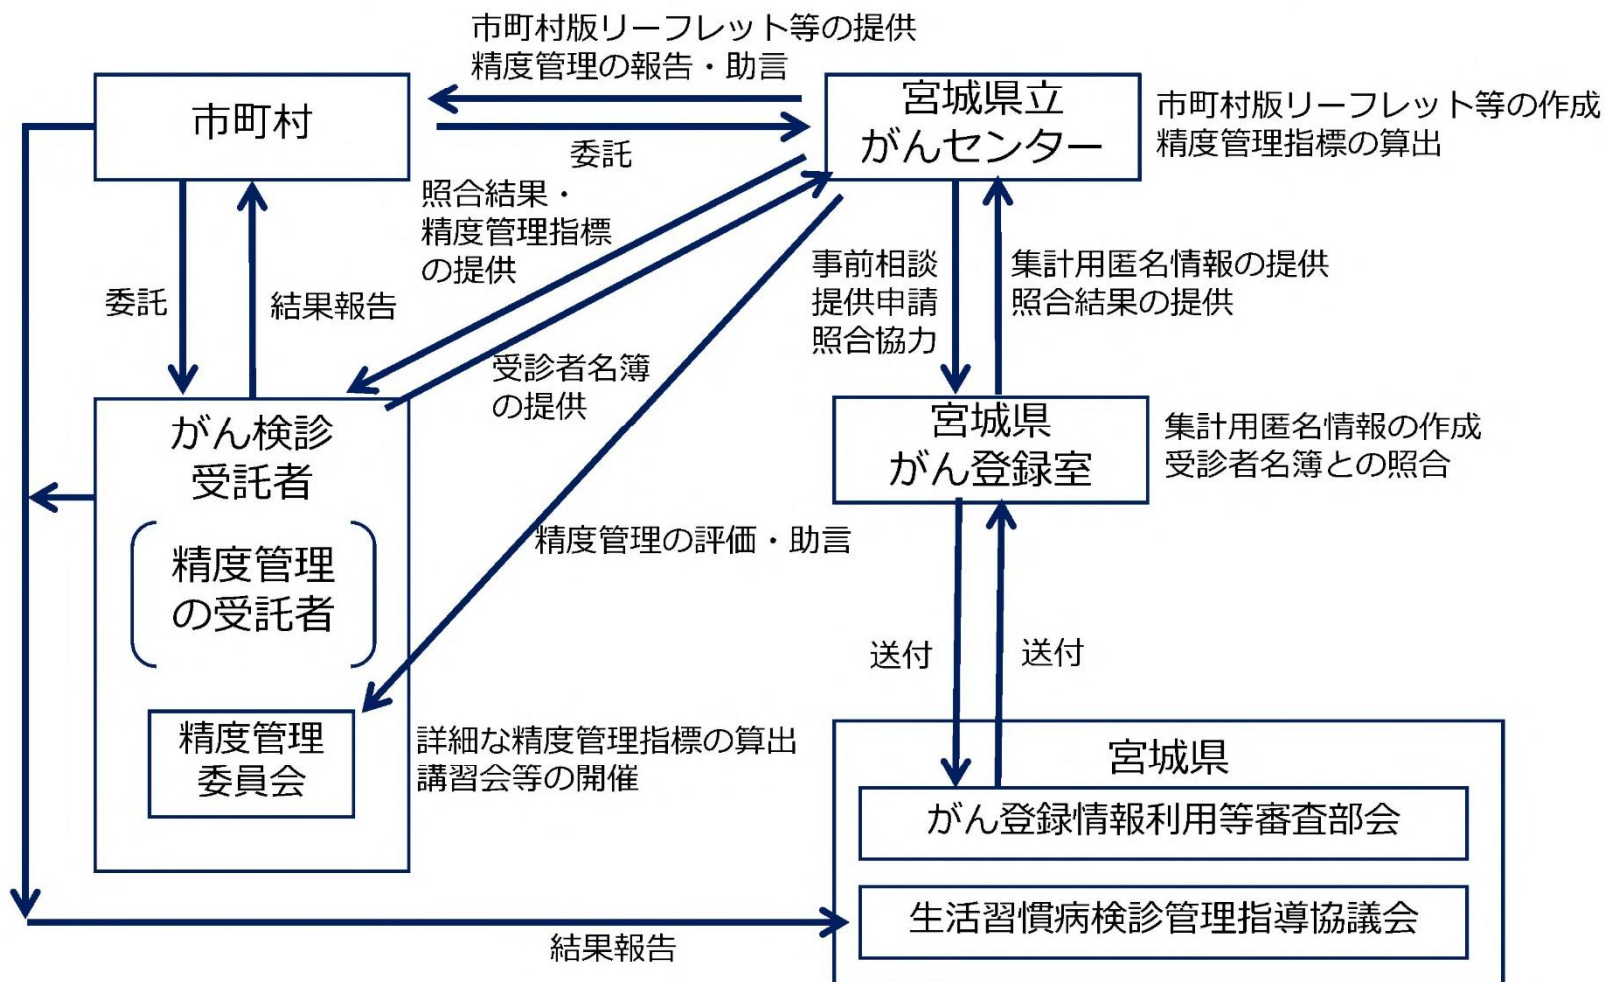 市町村版リーフレット等の提供
精度管理の報告・助言
市町村
宮城県立
がんセンター
市町村版リーフレット等の作成
精度管理指標の算出
委託
照合結果・
精度管理指標
の提供
委託
結果報告
事前相談
提供申請
照合協力
集計用匿名情報の提供
照合結果の提供
受診者名簿
の提供
がん検診
受託者
宮城県
がん登録室
集計用匿名情報の作成
受診者名簿との照合
精度管理の評価・助言
精度管理
の受託者
送付
送付
精度管理
委員会
詳細な精度管理指標の算出
講習会等の開催
宮城県
がん登録情報利用等審査部会
生活習慣病検診管理指導協議会
結果報告